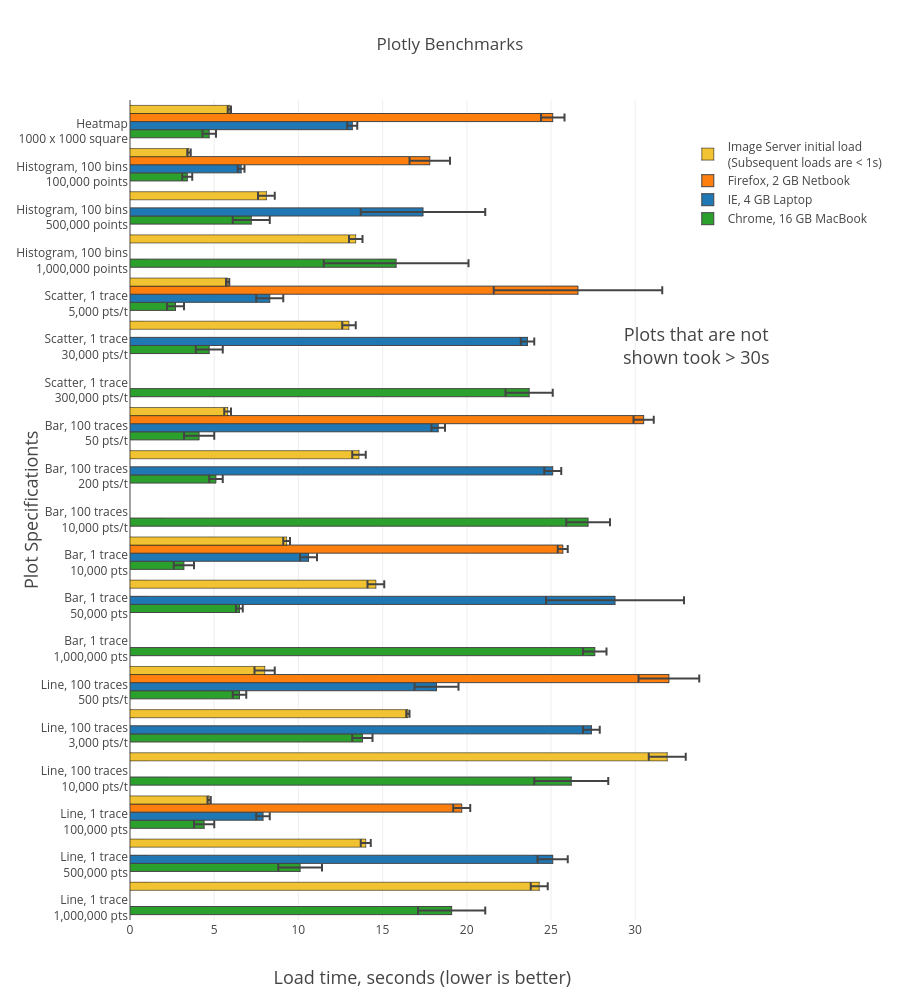 Plotly Benchmarks
Heatmap
1000 x 1000 square
Histogram, 100 bins
100,000 points
Histogram, 100 bins
500,000 points
Histogram, 100 bins
1,000,000 points
Scatter, 1 trace
5,000 pts/t
Scatter, 1 trace
30,000 pts/t
Scatter, 1 trace
300,000 pts/t
Bar, 100 traces
50 pts/t
Bar, 100 traces
200 pts/t
Bar, 100 traces
10,000 pts/t
Bar, 1 trace
10,000 pts
Bar, 1 trace
50,000 pts
Bar, 1 trace
1,000,000 pts
Line, 100 traces
500 pts/t
Line, 100 traces
3,000 pts/t
Line, 100 traces
10,000 pts/t
Line, 1 trace
100,000 pts
Line, 1 trace
500,000 pts
Line, 1 trace
1,000,000 pts
Plot Specificationts
Image Server initial load
(Subsequent loads are < 1s)
Firefox, 2 GB Netbook
IE, 4 GB Laptop
Chrome, 16 GB MacBook
Plots that are not
shown took > 30s
0 5 10 15 20 25 30
Load time, seconds (lower is better)